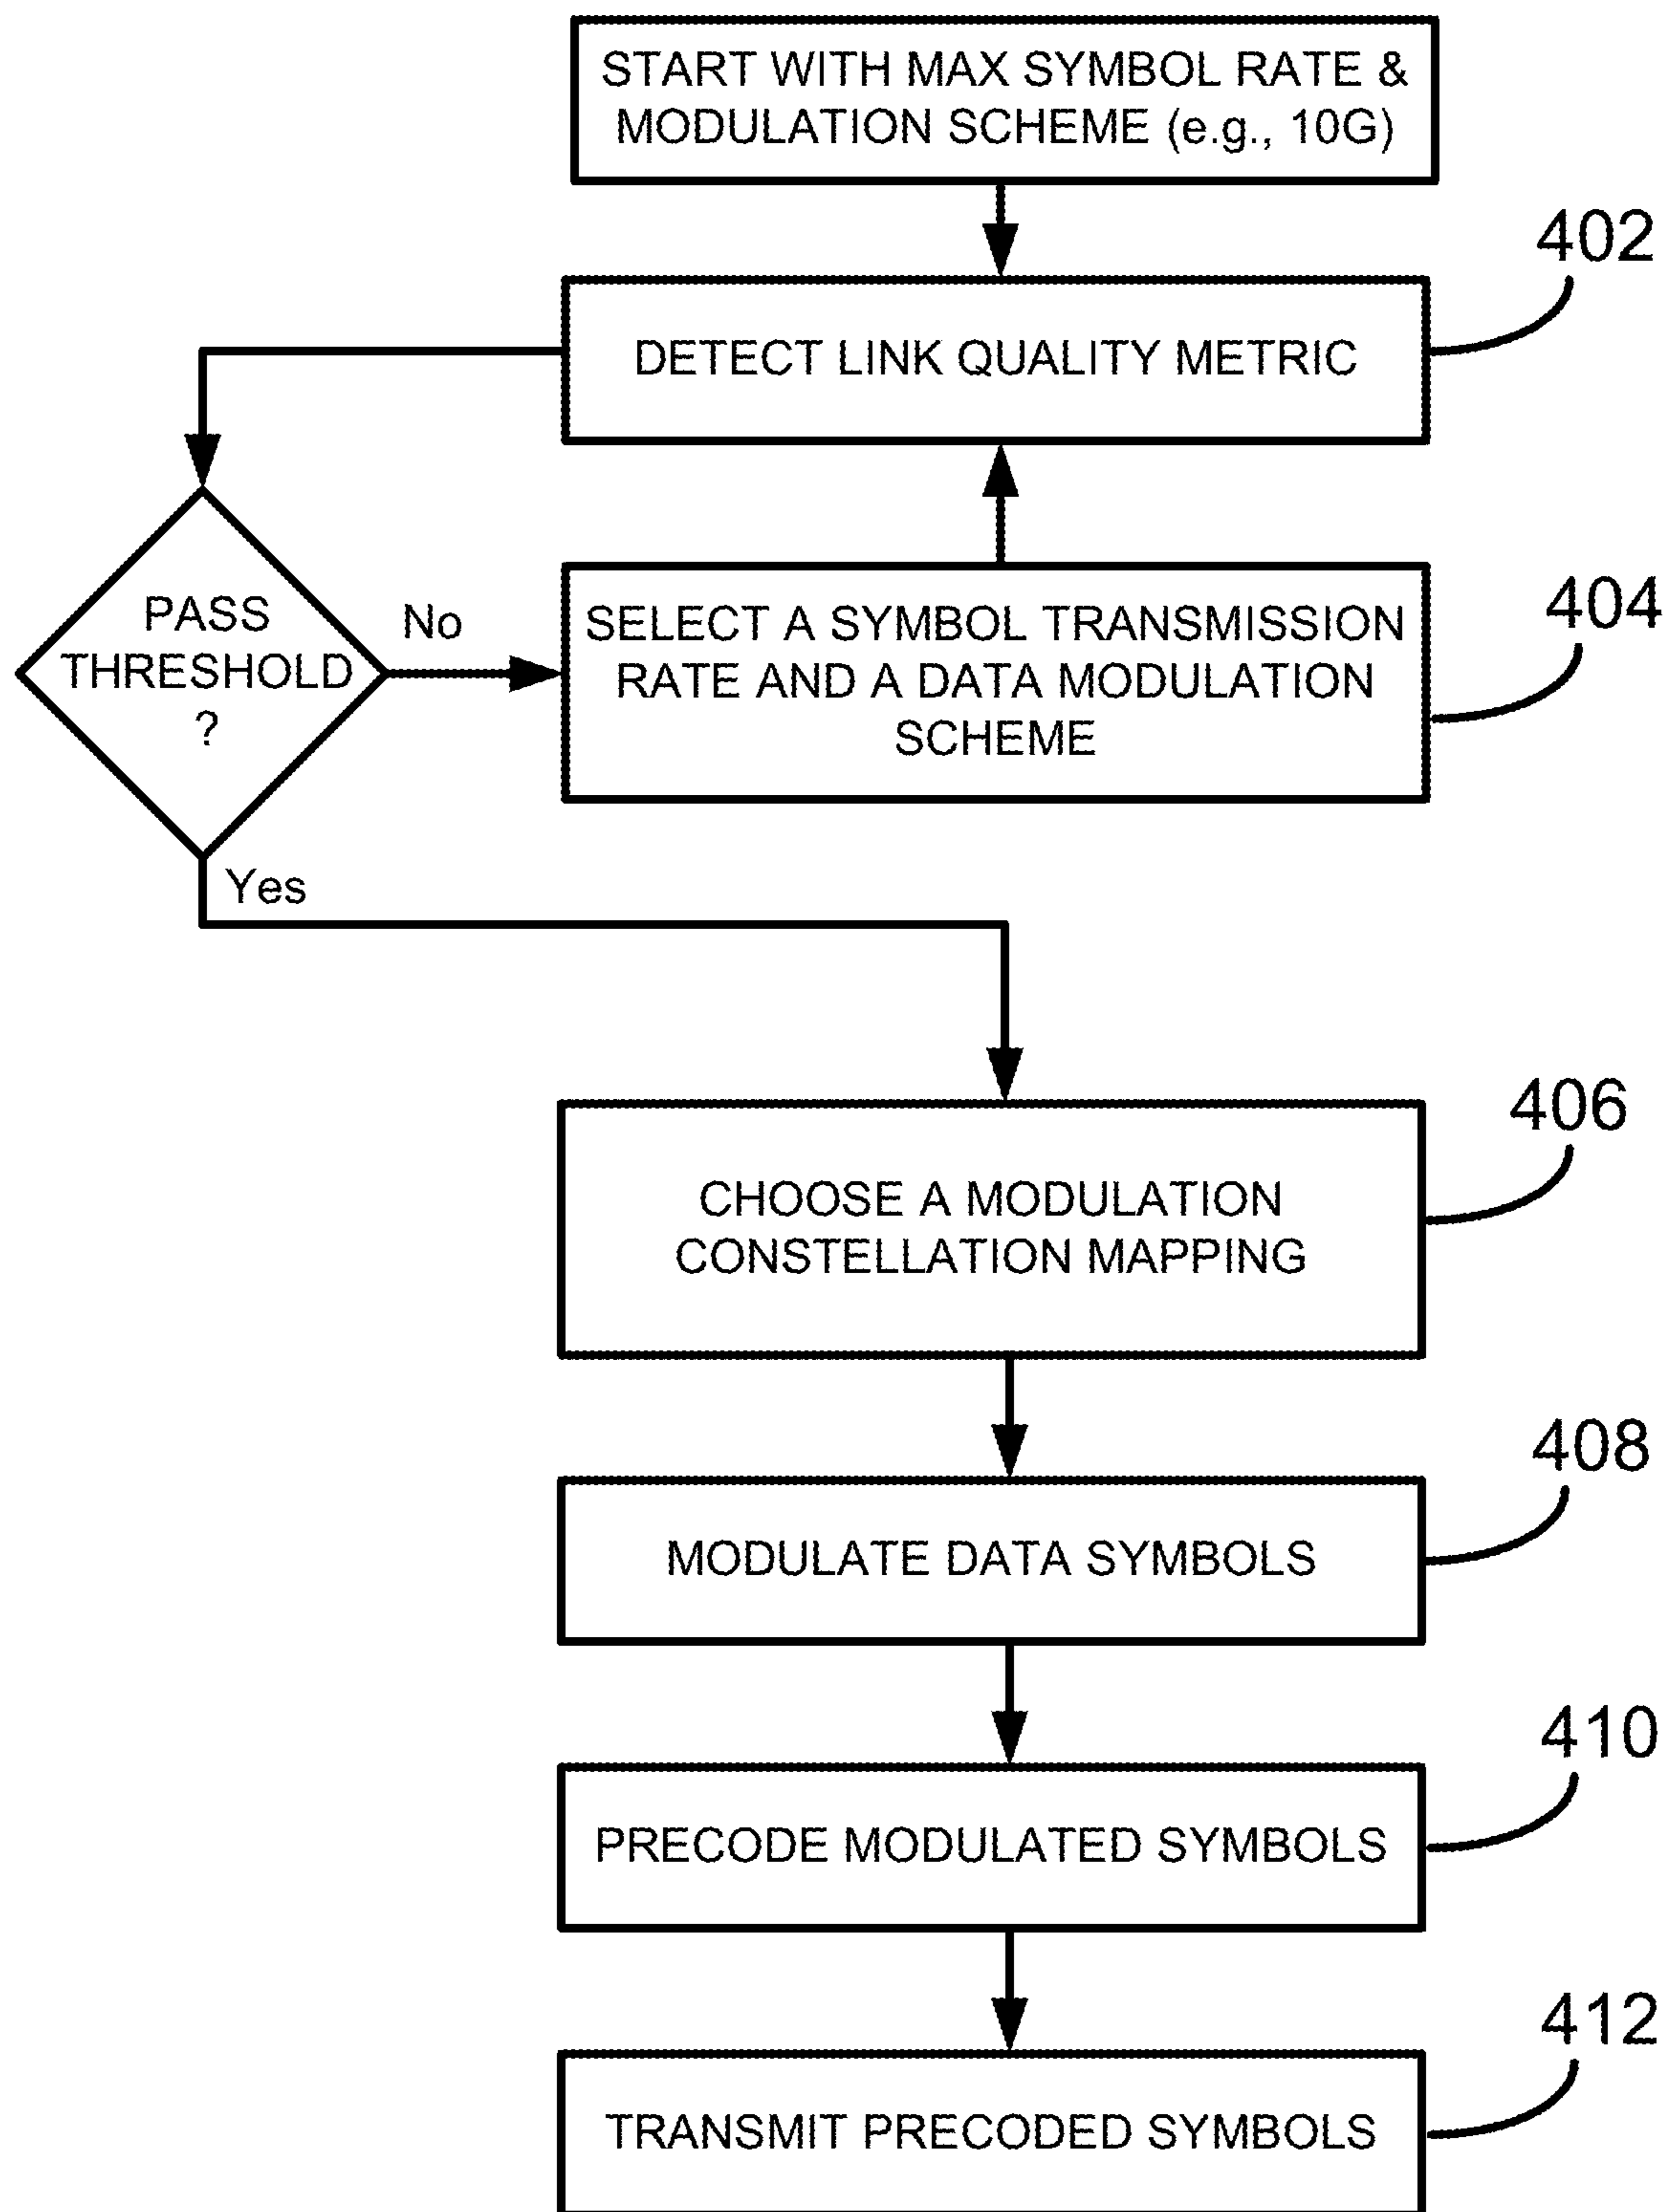 START WITH MAX SYMBOL RATE &
MODULATION SCHEME (e.g., 10G)
402
DETECT LINK QUALITY METRIC
PASS
THRESHOLD
?
No
SELECT A SYMBOL TRANSMISSION
RATE AND A DATA MODULATION
SCHEME
404
Yes
406
CHOOSE A MODULATION
CONSTELLATION MAPPING
408
MODULATE DATA SYMBOLS
410
PRECODE MODULATED SYMBOLS
412
TRANSMIT PRECODED SYMBOLS